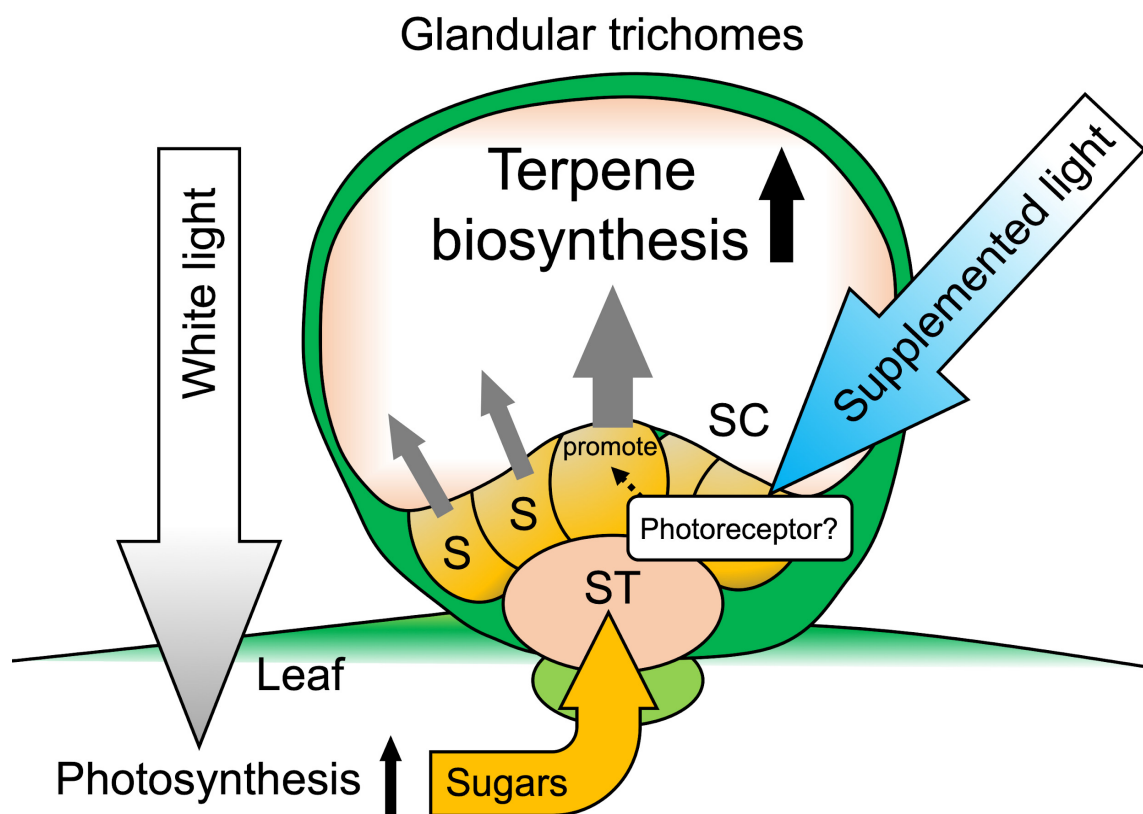 Glandular trichomes
Terpene
biosynthesis
White light
Supplemented light
SC
promote
S
S
Photoreceptor?
ST
Leaf
Photosynthesis
Sugars